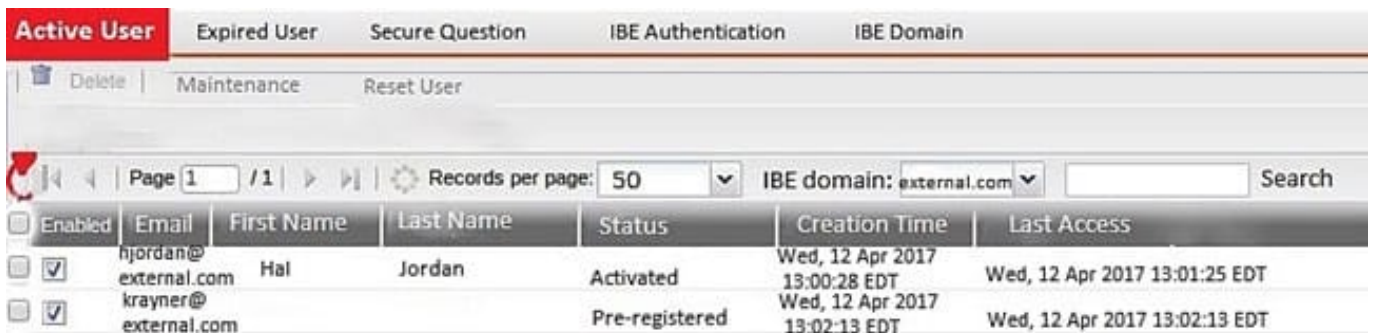 Active User Expired User Secure Question IBE Authentication IBE Domain
Delete Maintenance Reset User
Page 1 / 1 Records per page: 50 IBE domain: external.com Search
Enabled Email First Name Last Name Status Creation Time Last Access
hjordan@ external.com Hal Jordan Activated Wed, 12 Apr 2017 13:00:28 EDT Wed, 12 Apr 2017 13:01:25 EDT
krayner@ external.com Pre-registered Wed, 12 Apr 2017 13:02:13 EDT Wed, 12 Apr 2017 13:02:13 EDT